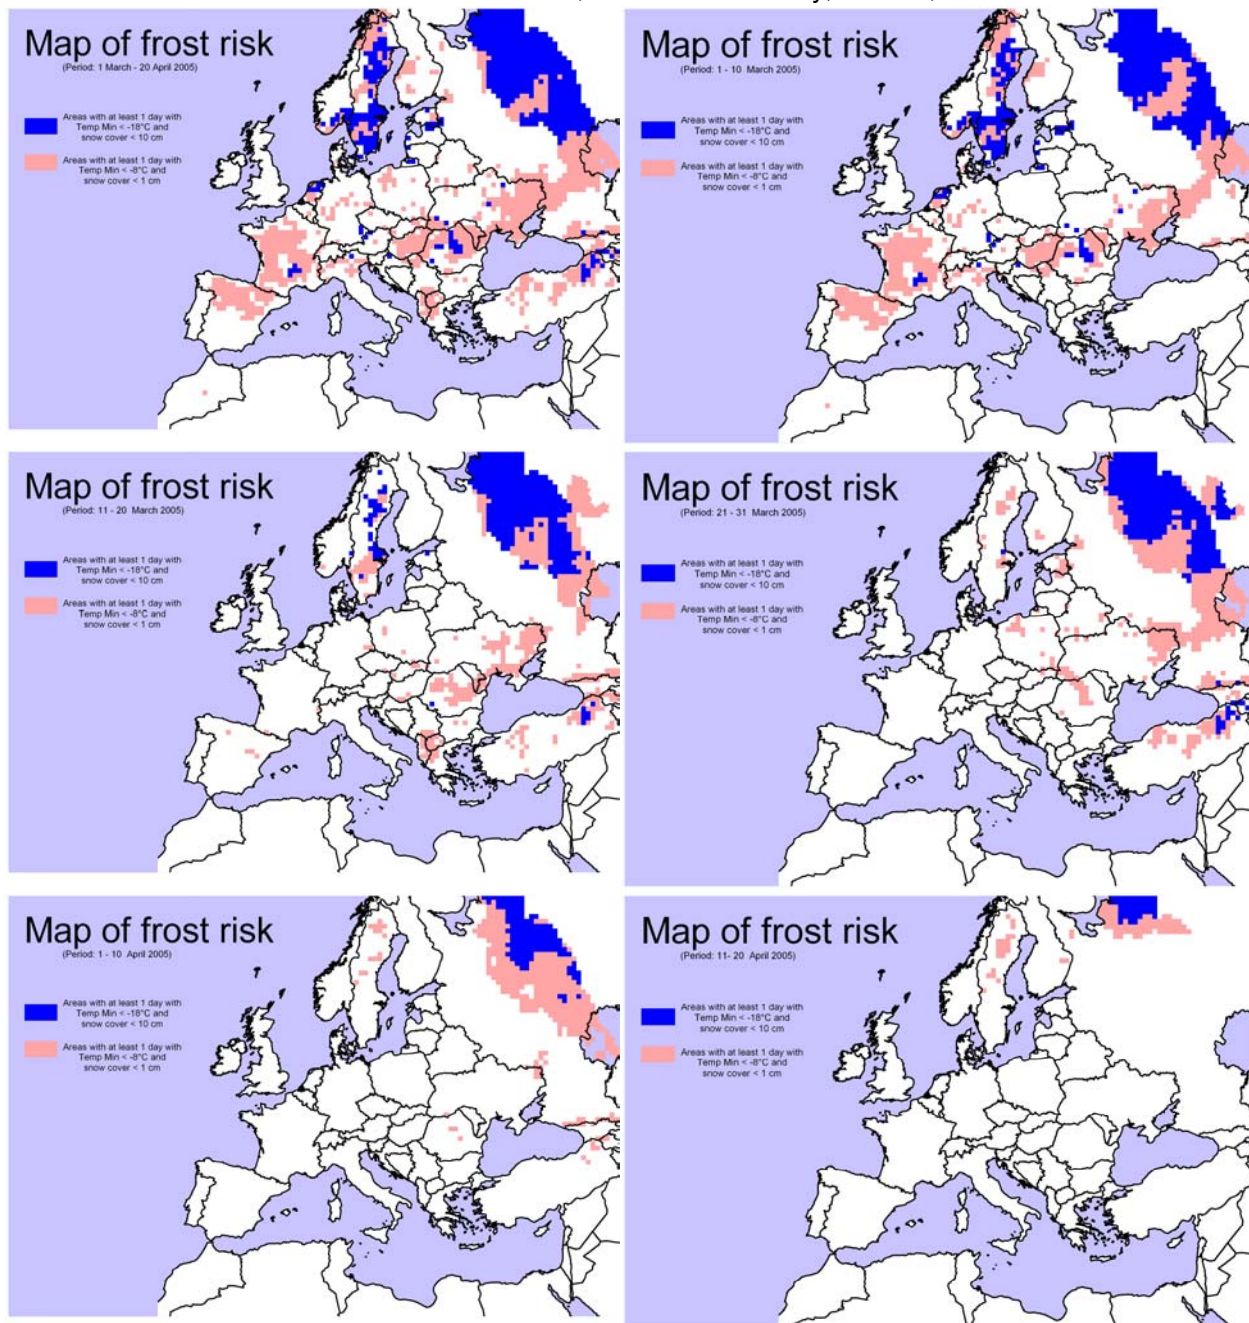 Map of frost risk
(Period: 1 March - 20 April 2005)
Areas with at least 1 day with
Temp Min < -18°C and
snow cover < 10 cm
Areas with at least 1 day with
Temp Min < -8°C and
snow cover < 1 cm
Map of frost risk
(Period: 1 - 10 March 2005)
Areas with at least 1 day with
Temp Min < -18°C and
snow cover < 10 cm
Areas with at least 1 day with
Temp Min < -8°C and
snow cover < 1 cm
Map of frost risk
(Period: 11 - 20 March 2005)
Areas with at least 1 day with
Temp Min < -18°C and
snow cover < 10 cm
Areas with at least 1 day with
Temp Min < -8°C and
snow cover < 1 cm
Map of frost risk
(Period: 21 - 31 March 2005)
Areas with at least 1 day with
Temp Min < -18°C and
snow cover < 10 cm
Areas with at least 1 day with
Temp Min < -8°C and
snow cover < 1 cm
Map of frost risk
(Period: 1 - 10 April 2005)
Areas with at least 1 day with
Temp Min < -18°C and
snow cover < 10 cm
Areas with at least 1 day with
Temp Min < -8°C and
snow cover < 1 cm
Map of frost risk
(Period: 11- 20 April 2005)
Areas with at least 1 day with
Temp Min < -18°C and
snow cover < 10 cm
Areas with at least 1 day with
Temp Min < -8°C and
snow cover < 1 cm